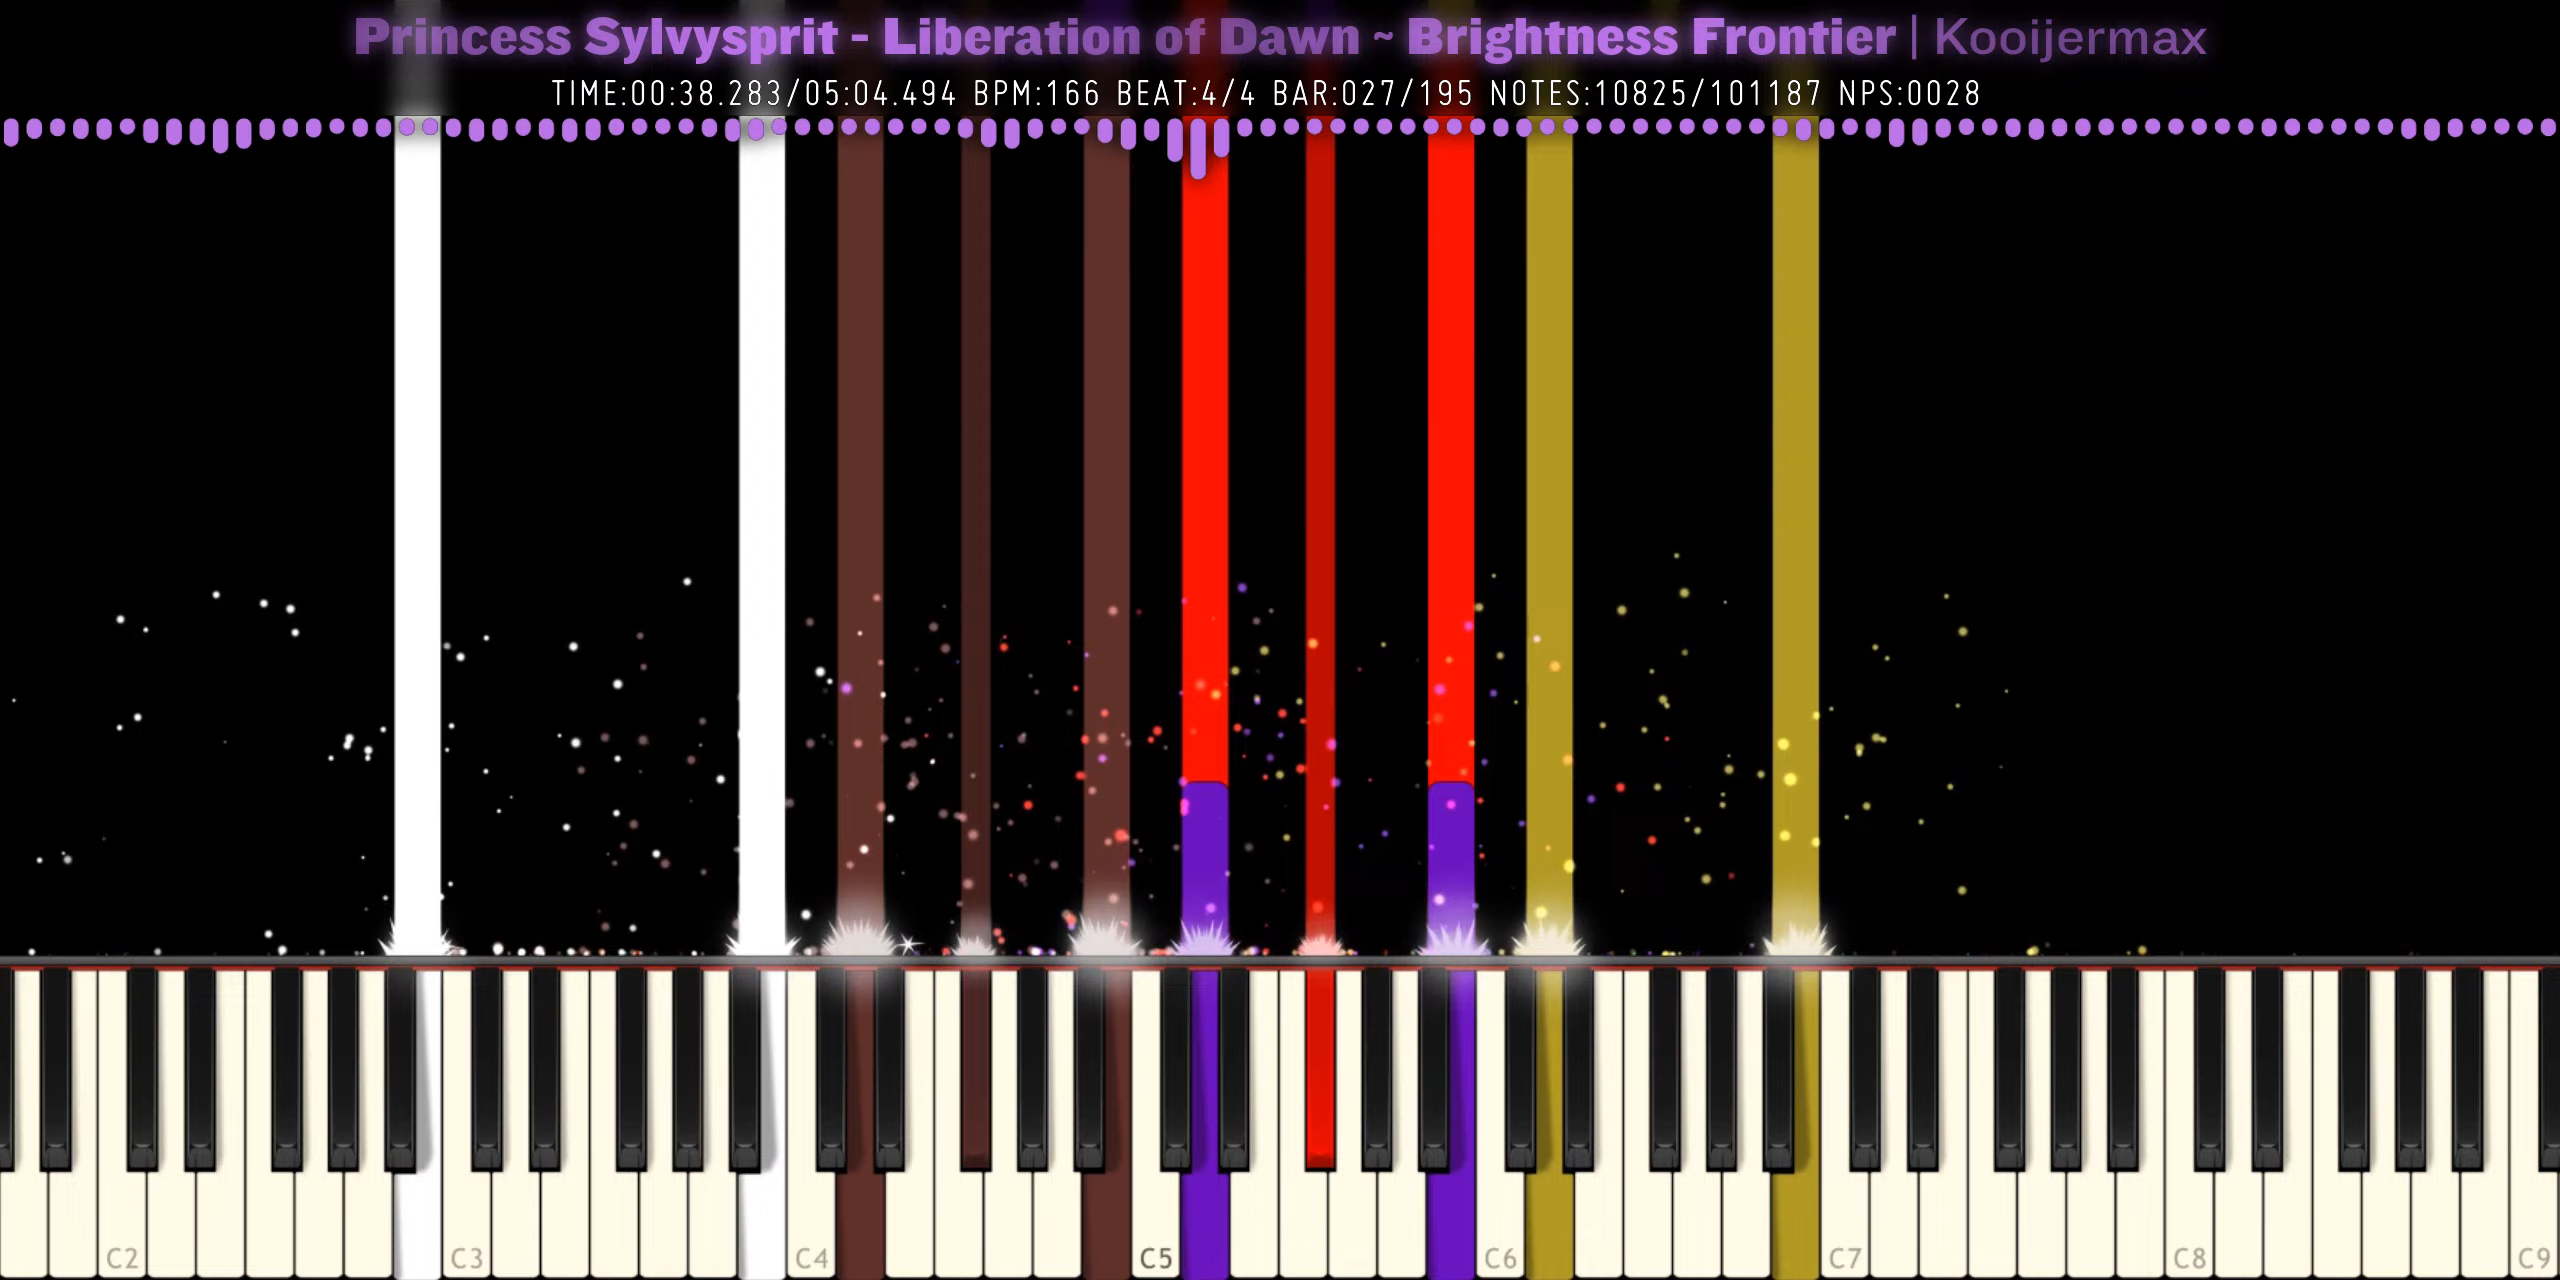 Princess Sylvysprit - Liberation of Dawn ~ Brightness Frontier | Kooijermax
TIME:00:38.283/05:04.494 BPM:166 BEAT:4/4 BAR:027/195 NOTES:10825/101187 NPS:0028
C2 C3 C4 C5 C6 C7 C8 C9